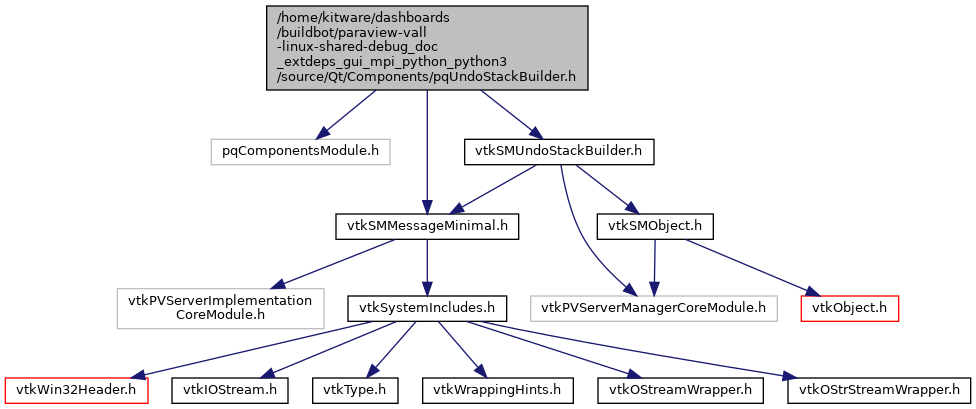 /home/kitware/dashboards
/buildbot/paraview-vall
-linux-shared-debug_doc
_extdeps_gui_mpi_python_python3
/source/Qt/Components/pqUndoStackBuilder.h
pqComponentsModule.h
vtkSMUndoStackBuilder.h
vtkSMMessageMinimal.h
vtkSMObject.h
vtkPVServerImplementation
CoreModule.h
vtkSystemIncludes.h
vtkPVServerManagerCoreModule.h
vtkObject.h
vtkWin32Header.h
vtkIOStream.h
vtkType.h
vtkWrappingHints.h
vtkOStreamWrapper.h
vtkOStrStreamWrapper.h